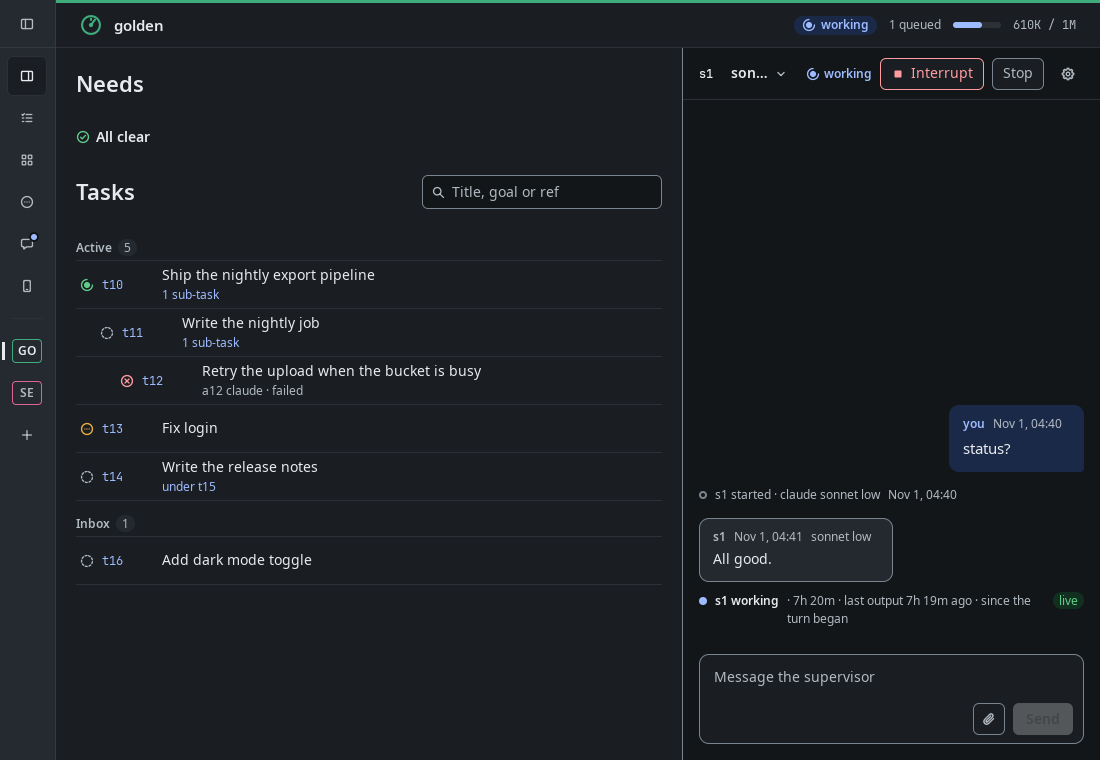 golden
working
1 queued
610K / 1M
Needs
All clear
Tasks
Title, goal or ref
Active 5
t10
Ship the nightly export pipeline
1 sub-task
t11
Write the nightly job
1 sub-task
t12
Retry the upload when the bucket is busy
a12 claude · failed
t13
Fix login
t14
Write the release notes
under t15
Inbox 1
t16
Add dark mode toggle
GO
SE
s1
son...
working
Interrupt
Stop
you Nov 1, 04:40
status?
s1 started · claude sonnet low Nov 1, 04:40
s1 Nov 1, 04:41 sonnet low
All good.
s1 working · 7h 20m · last output 7h 19m ago · since the
turn began
live
Message the supervisor
Send